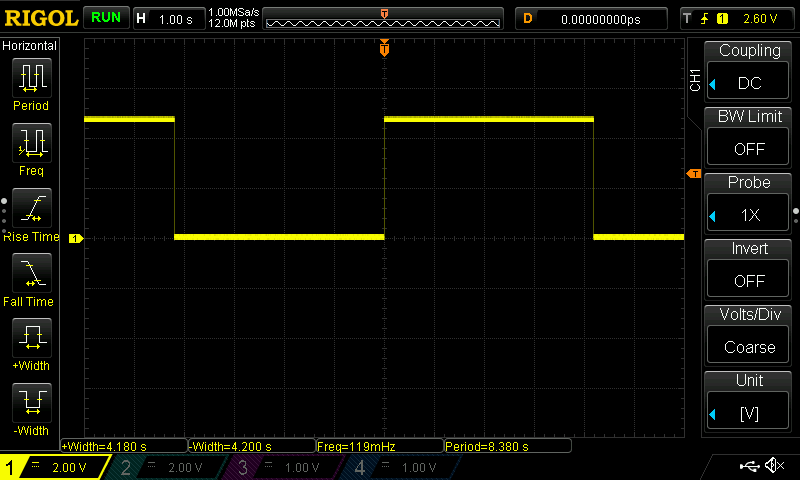 RIGOL RUN H 1.00 s 1.00MSa/s 12.0M pts T D 0.00000000ps T 1 2.60 V
Horizontal
Period
Freq
Rise Time
Fall Time
+Width
-Width
T
1
T
CH1
Coupling
DC
BW Limit
OFF
Probe
1X
Invert
OFF
Volts/Div
Coarse
Unit
[V]
+Width=4.180 s -Width=4.200 s Freq=119mHz Period=8.380 s
1 2.00 V 2 2.00 V 3 1.00 V 4 1.00 V